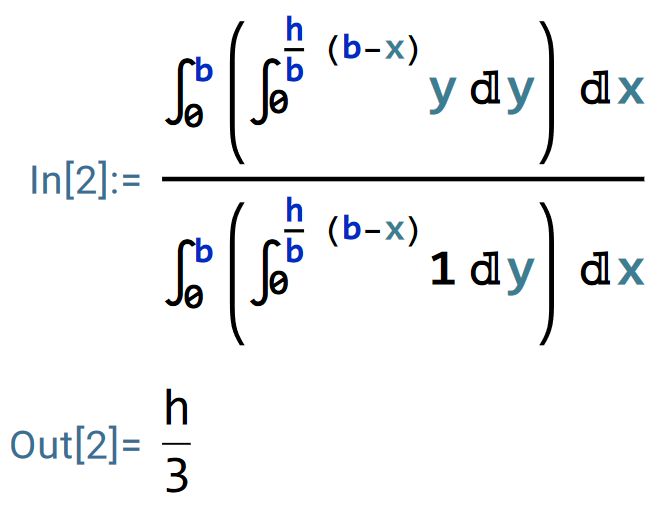 In[2]:= ∫₀ᵇ (∫₀^(h/b (b-x)) y ⅆy) ⅆx
∫₀ᵇ (∫₀^(h/b (b-x)) 1 ⅆy) ⅆx
Out[2]= h/3